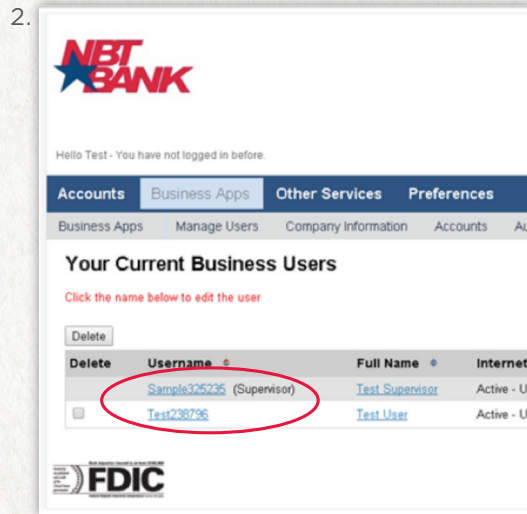 2.
NBT
BANK
Hello Test - You have not logged in before.
Accounts Business Apps Other Services Preferences
Business Apps Manage Users Company Information Accounts
Your Current Business Users
Click the name below to edit the user
Delete
Delete Username Full Name Internet
Sample325235 (Supervisor) Test Supervisor Active - U
Test238796 Test User Active - U
FDIC